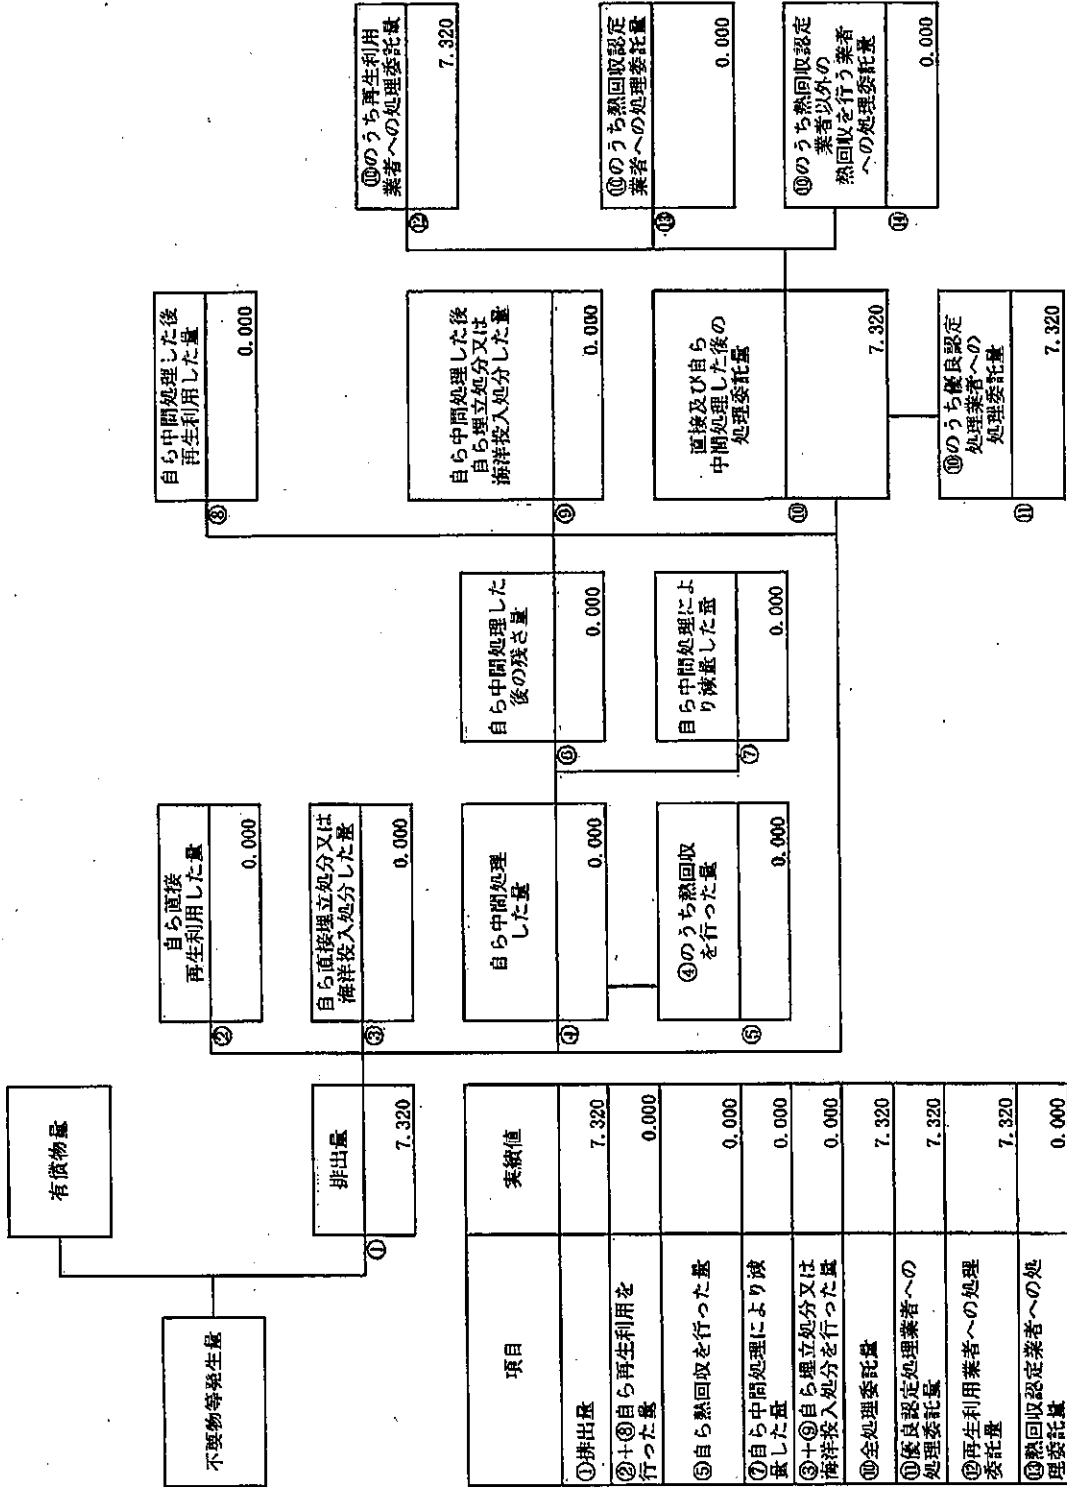 不要物等発生量
有償物量
排出量
①
7.320
自ら直接
再生利用した量
②
0.000
自ら直接埋立処分又は
海洋投入処分した量
③
0.000
自ら中間処理
した量
④
0.000
④のうち熱回収
を行った量
⑤
0.000
自ら中間処理した
後の残さ量
⑥
0.000
自ら中間処理によ
り減量した量
⑦
0.000
自ら中間処理した後
再生利用した量
⑧
0.000
自ら中間処理した後
自ら埋立処分又は
海洋投入処分した量
⑨
0.000
直接及び自ら
中間処理した後の
処理委託量
⑩
7.320
⑩のうち優良認定
処理業者への
処理委託量
⑪
7.320
⑩のうち再生利用
業者への処理委託量
⑫
7.320
⑩のうち熱回収認定
業者への処理委託量
⑬
0.000
⑩のうち熱回収認定
業者以外の
熱回収を行う業者
への処理委託量
⑭
0.000
項目 実績値
①排出量 7.320
②+⑧自ら再生利用を
行った量 0.000
⑤自ら熱回収を行った量 0.000
⑦自ら中間処理により減
量した量 0.000
③+⑨自ら埋立処分又は
海洋投入処分を行った量 0.000
⑩全処理委託量 7.320
⑪優良認定処理業者への
処理委託量 7.320
⑫再生利用業者への処理
委託量 7.320
⑬熱回収認定業者への処
理委託量 0.000